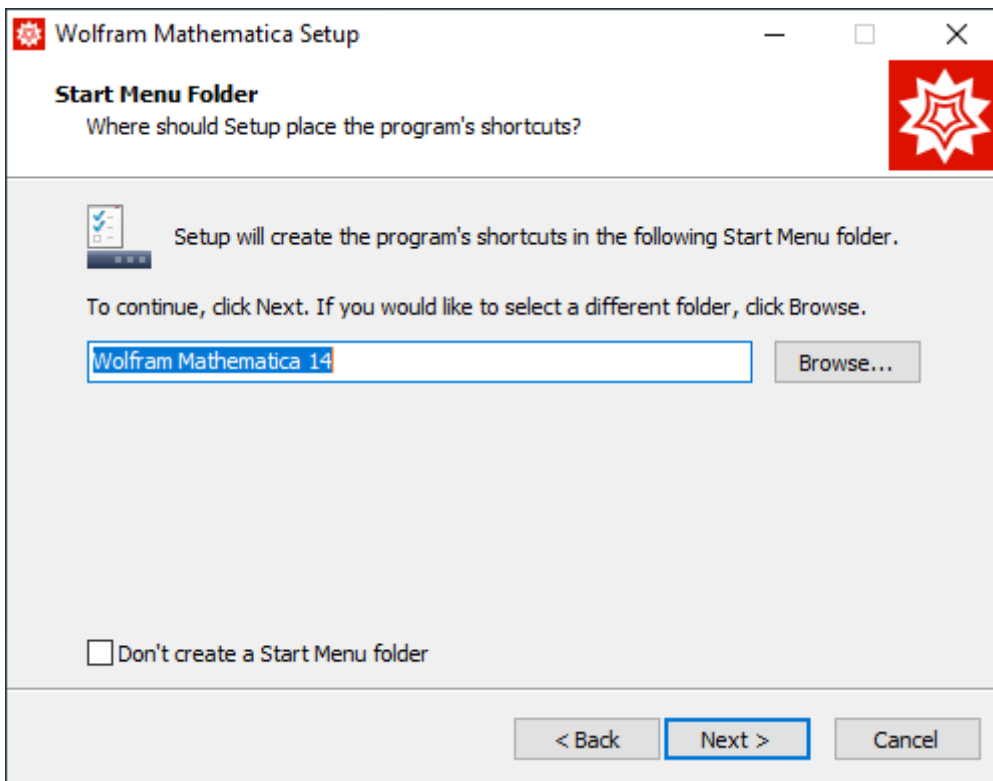 Wolfram Mathematica Setup
Start Menu Folder
Where should Setup place the program's shortcuts?
Setup will create the program's shortcuts in the following Start Menu folder.
To continue, click Next. If you would like to select a different folder, click Browse.
Wolfram Mathematica 14
Browse...
Don't create a Start Menu folder
< Back
Next >
Cancel